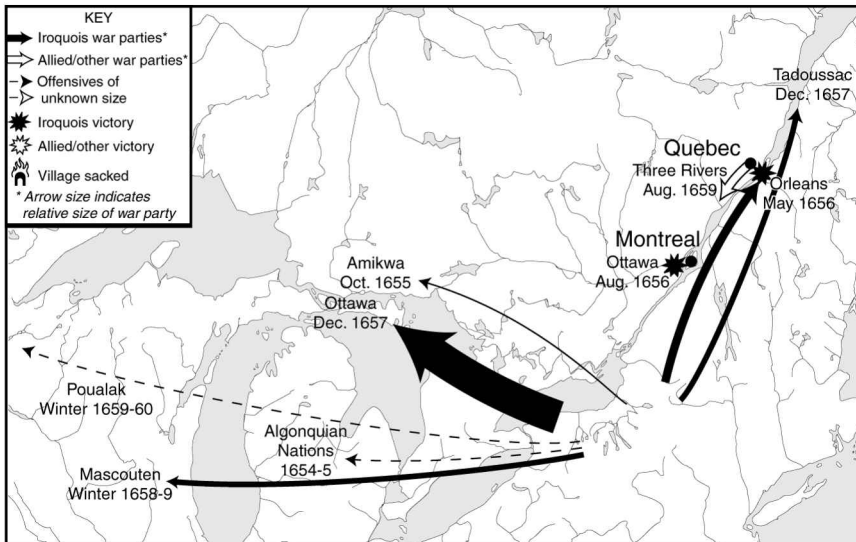 KEY
Iroquois war parties*
Allied/other war parties*
Offensives of
unknown size
Iroquois victory
Allied/other victory
Village sacked
* Arrow size indicates
relative size of war
party
Tadoussac
Dec. 1657
Quebec
Three Rivers
Aug. 1659
Orleans
May 1656
Montreal
Ottawa
Aug. 1656
Amikwa
Oct. 1655
Ottawa
Dec. 1657
Poualak
Winter 1659-60
Algonquian
Nations
1654-5
Mascouten
Winter 1658-9